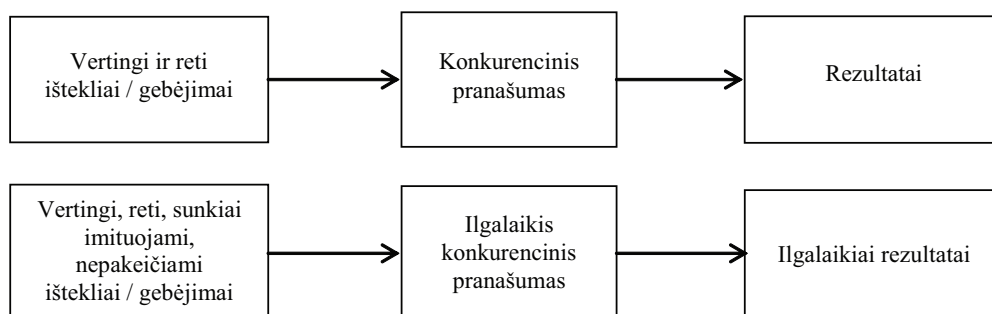 Vertingi ir reti
ištekliai / gebėjimai
Konkurencinis
pranašumas
Rezultatai
Vertingi, reti, sunkiai
imituojami,
nepakeičiami
ištekliai / gebėjimai
Ilgalaikis
konkurencinis
pranašumas
Ilgalaikiai rezultatai